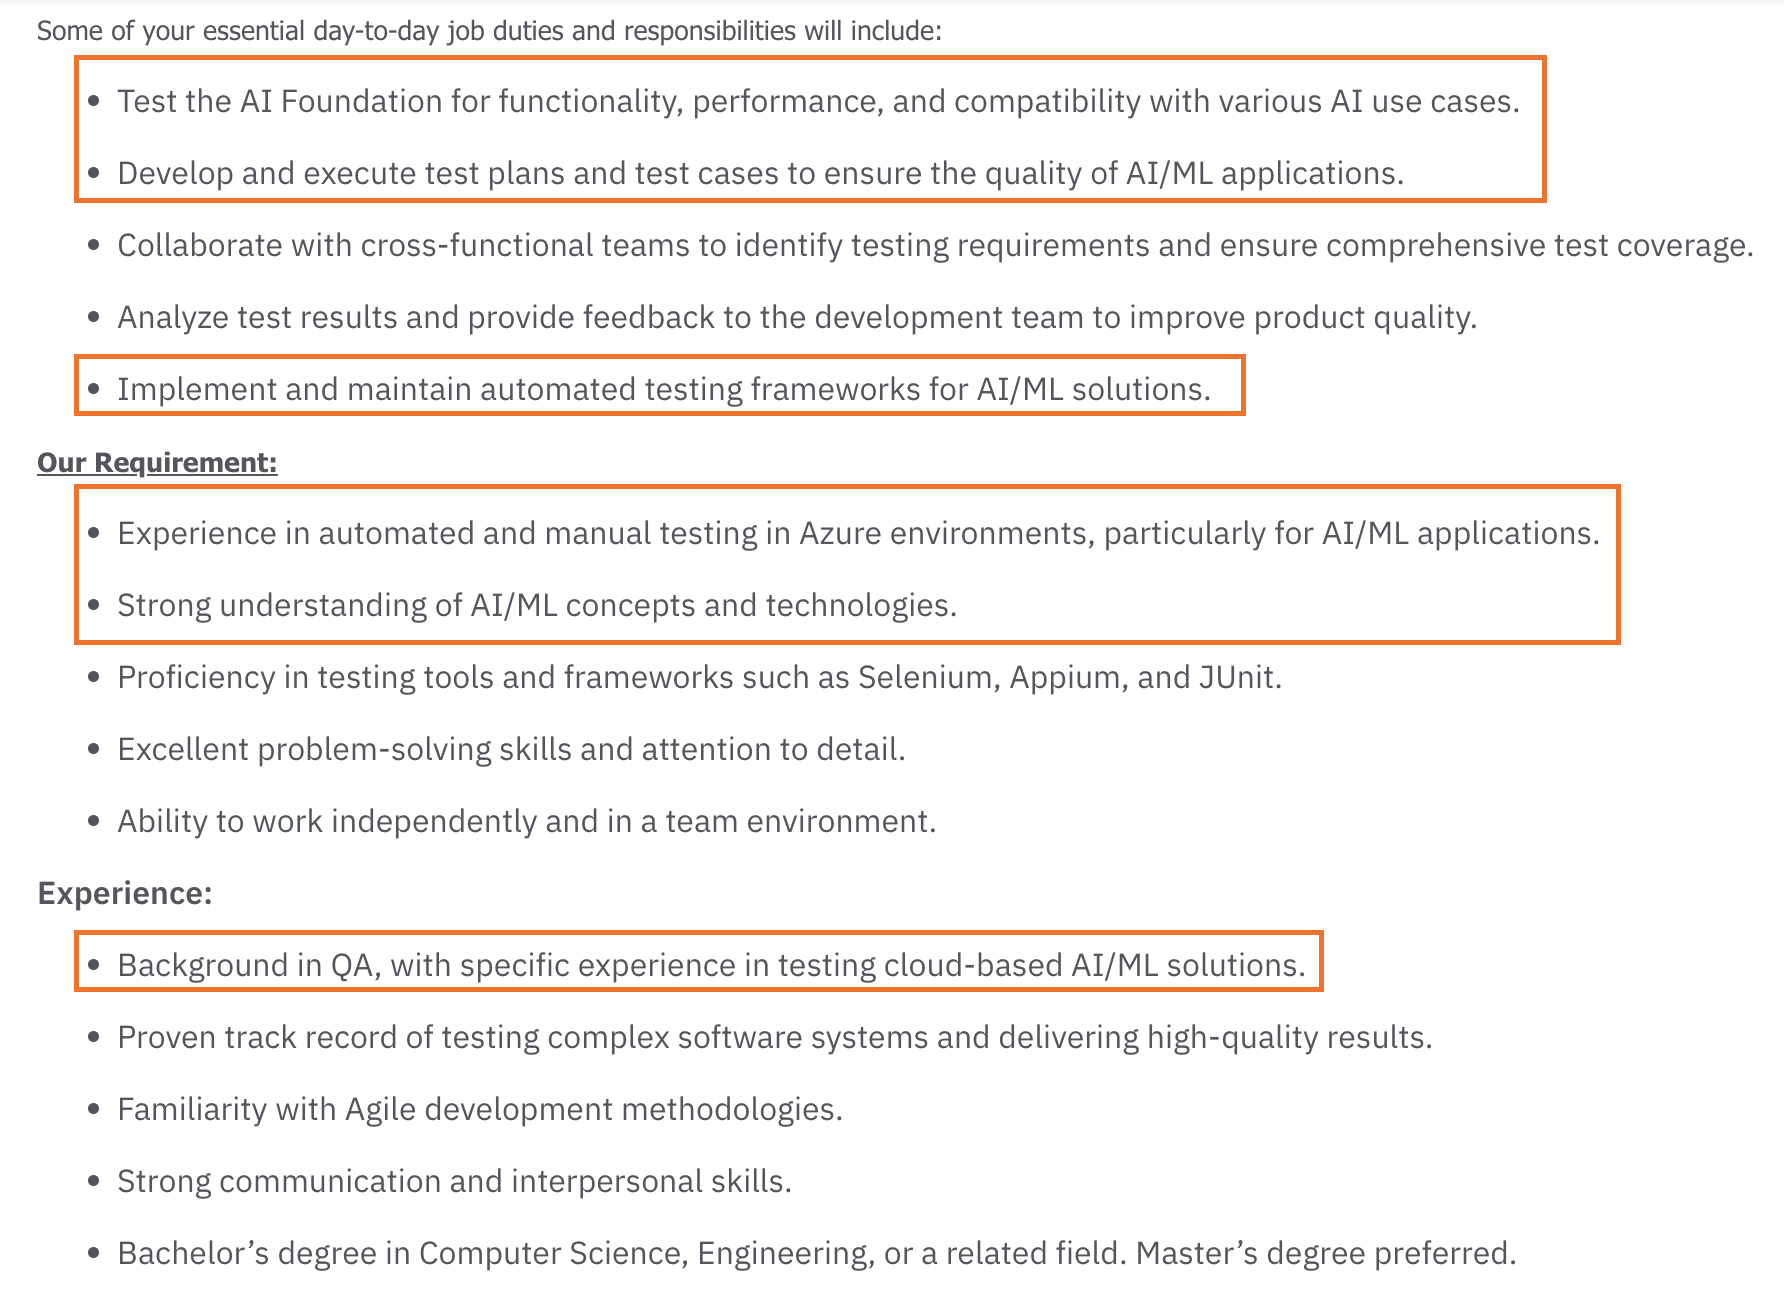 Some of your essential day-to-day job duties and responsibilities will include:
• Test the AI Foundation for functionality, performance, and compatibility with various AI use cases.
• Develop and execute test plans and test cases to ensure the quality of AI/ML applications.
• Collaborate with cross-functional teams to identify testing requirements and ensure comprehensive test coverage.
• Analyze test results and provide feedback to the development team to improve product quality.
• Implement and maintain automated testing frameworks for AI/ML solutions.
Our Requirement:
• Experience in automated and manual testing in Azure environments, particularly for AI/ML applications.
• Strong understanding of AI/ML concepts and technologies.
• Proficiency in testing tools and frameworks such as Selenium, Appium, and JUnit.
• Excellent problem-solving skills and attention to detail.
• Ability to work independently and in a team environment.
Experience:
• Background in QA, with specific experience in testing cloud-based AI/ML solutions.
• Proven track record of testing complex software systems and delivering high-quality results.
• Familiarity with Agile development methodologies.
• Strong communication and interpersonal skills.
• Bachelor’s degree in Computer Science, Engineering, or a related field. Master’s degree preferred.